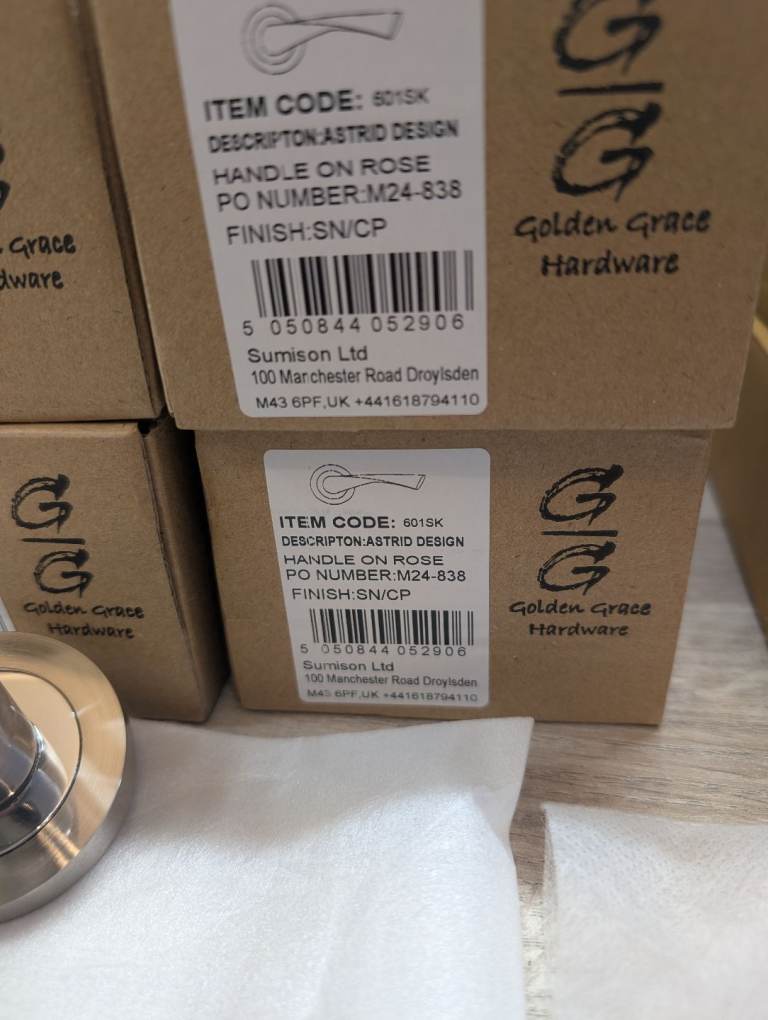 ITEM CODE: 601SK
DESCRIPTON:ASTRID DESIGN
HANDLE ON ROSE
PO NUMBER:M24-838
FINISH:SN/CP
5 050844 052906
Sumison Ltd
100 Manchester Road Droylsden
M43 6PF,UK +441618794110
G
G
Golden Grace
Hardware
Grace
dware
ITEM CODE: 601SK
DESCRIPTON:ASTRID DESIGN
HANDLE ON ROSE
PO NUMBER:M24-838
FINISH:SN/CP
5 050844 052906
Sumison Ltd
100 Manchester Road Droylsden
M43 6PF,UK +441618794110
G
G
Golden Grace
Hardware
G
G
Golden Grace
Hardware